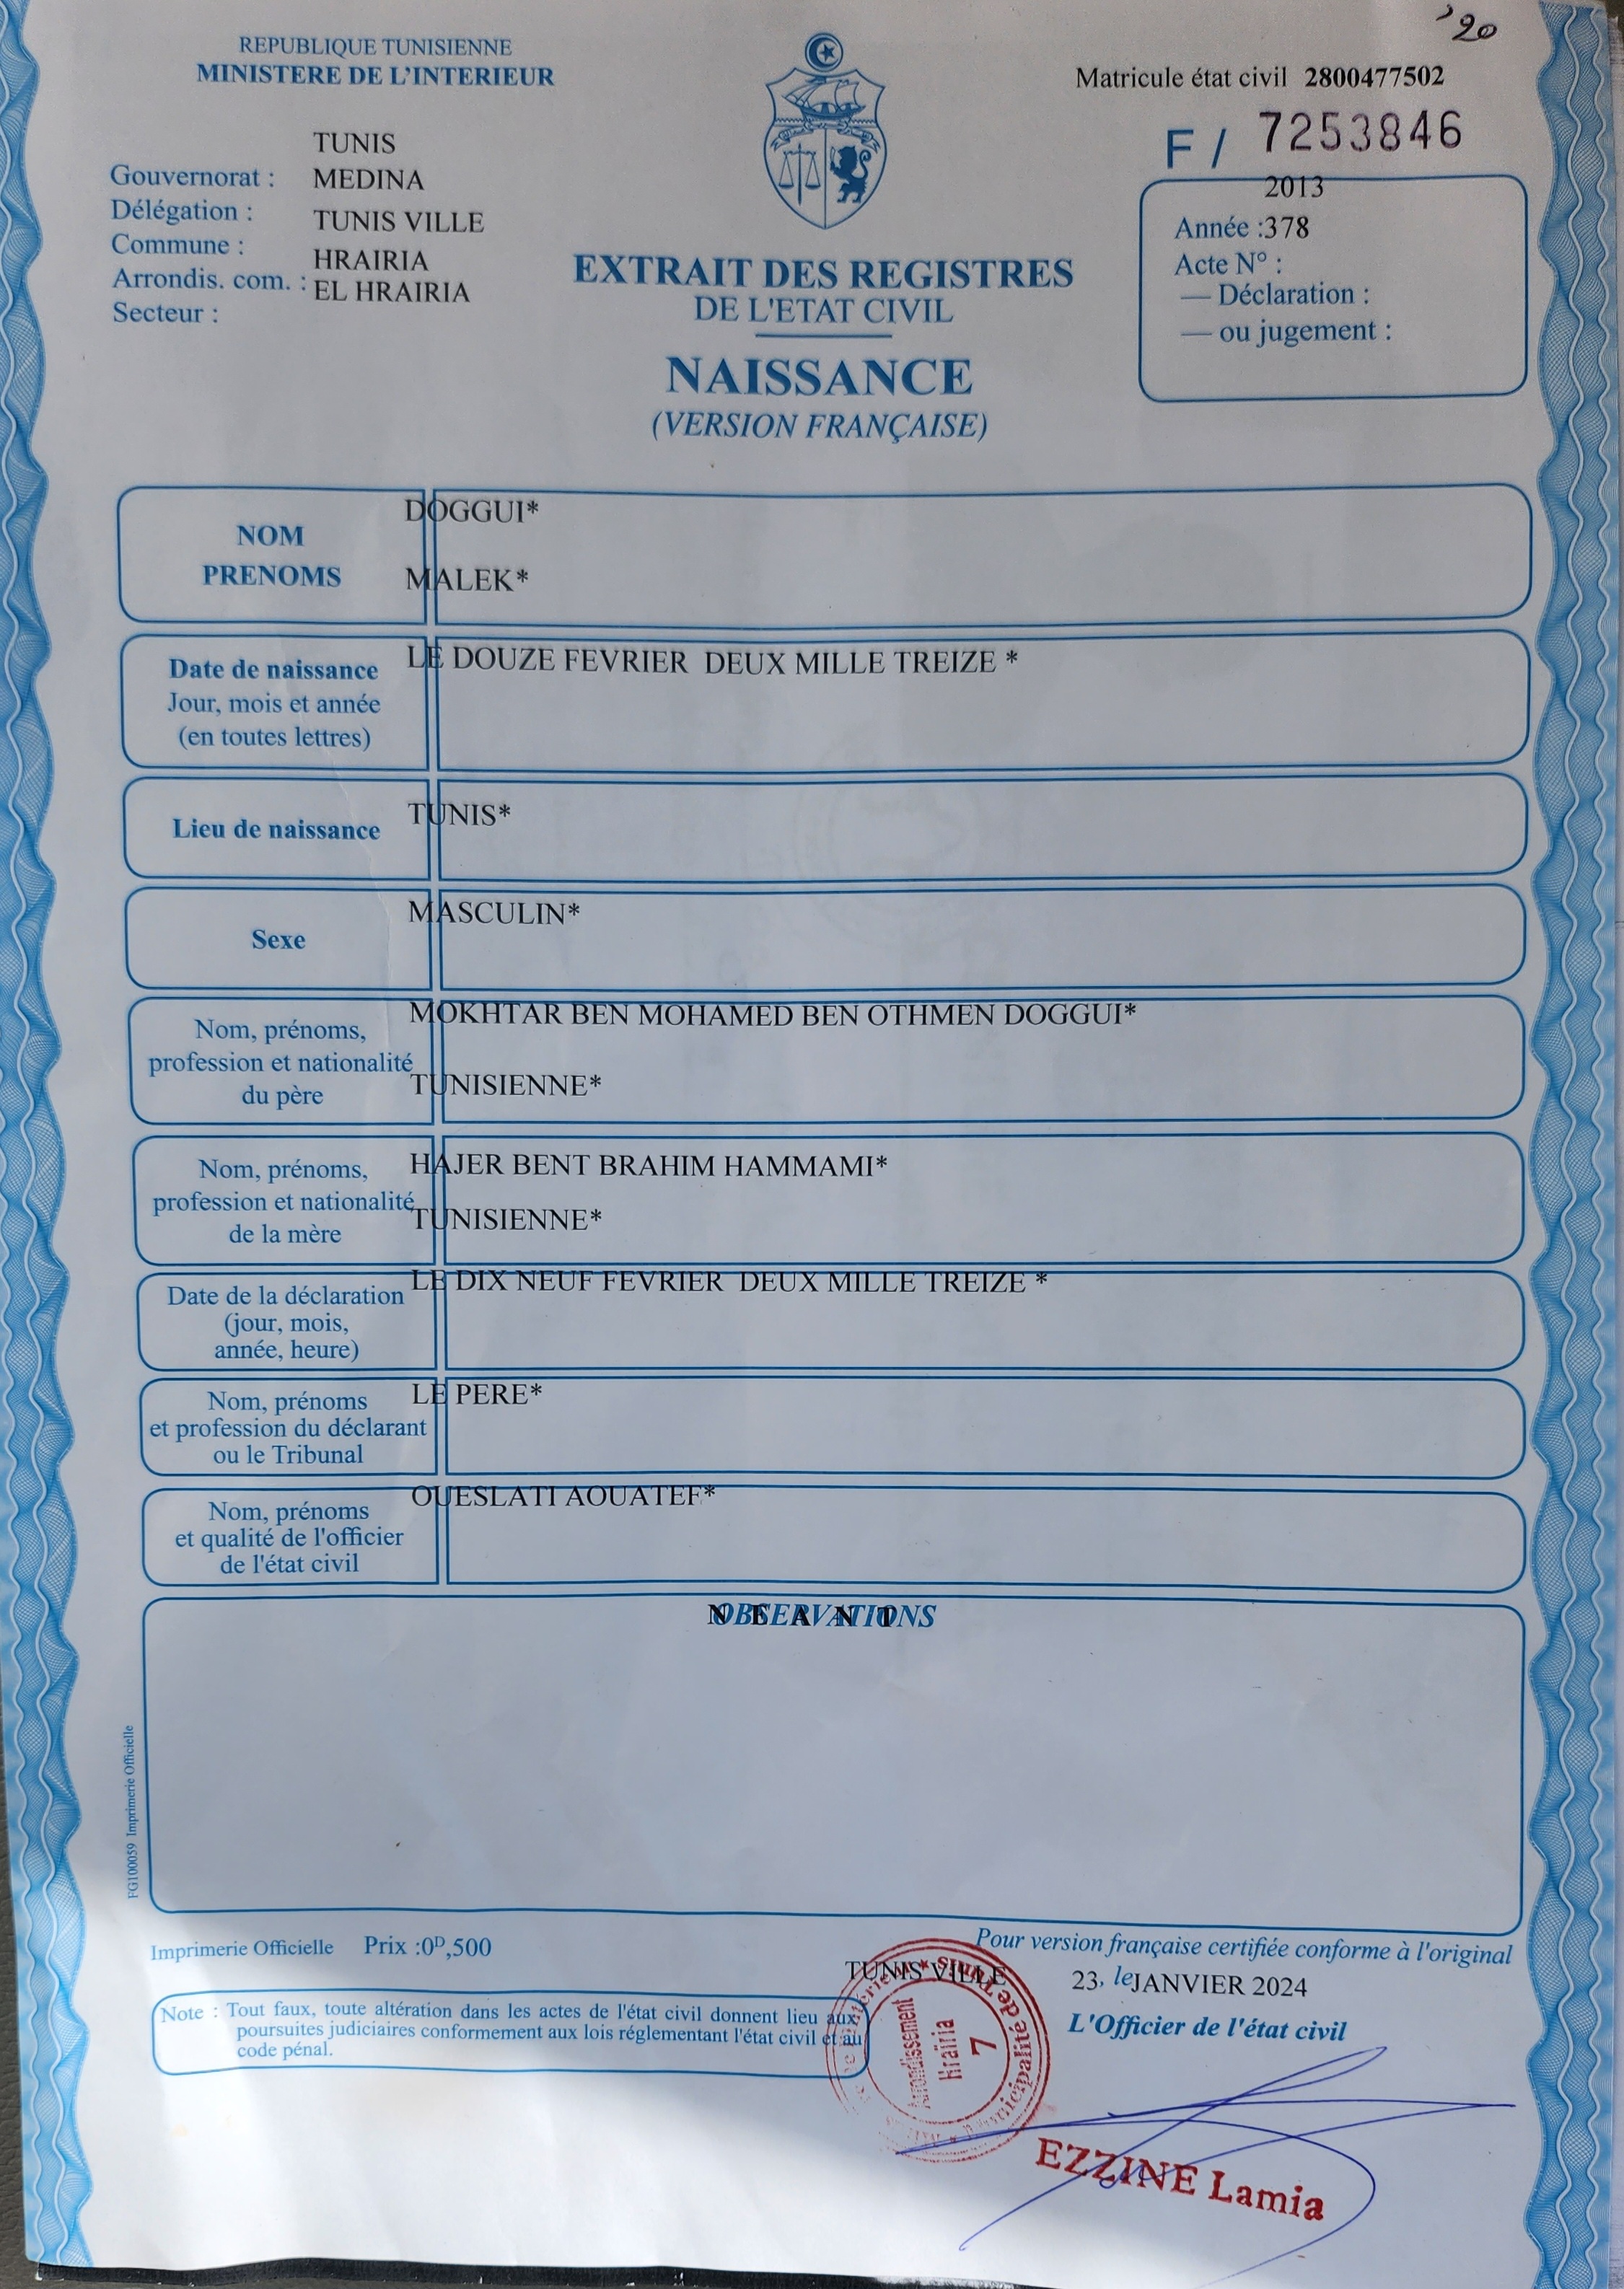 '20
REPUBLIQUE TUNISIENNE
MINISTERE DE L'INTERIEUR
Matricule état civil 2800477502
F / 7253846
TUNIS
Gouvernorat : MEDINA
Délégation : TUNIS VILLE
Commune : HRAIRIA
Arrondis. com. : EL HRAIRIA
Secteur :
2013
Année :378
Acte N° :
— Déclaration :
— ou jugement :
EXTRAIT DES REGISTRES
DE L'ETAT CIVIL
NAISSANCE
(VERSION FRANÇAISE)
NOM DOGGUI*
PRENOMS MALEK*
Date de naissance LE DOUZE FEVRIER DEUX MILLE TREIZE *
Jour, mois et année
(en toutes lettres)
Lieu de naissance TUNIS*
Sexe MASCULIN*
Nom, prénoms, MOKHTAR BEN MOHAMED BEN OTHMEN DOGGUI*
profession et nationalité
du père TUNISIENNE*
Nom, prénoms, HAJER BENT BRAHIM HAMMAMI*
profession et nationalité
de la mère TUNISIENNE*
Date de la déclaration LE DIX NEUF FEVRIER DEUX MILLE TREIZE *
(jour, mois,
année, heure)
Nom, prénoms LE PERE*
et profession du déclarant
ou le Tribunal
Nom, prénoms OUESLATI AOUATEF*
et qualité de l'officier
de l'état civil
OBSERVATIONS
N E A N T
FG100059 Imprimerie Officielle
Imprimerie Officielle Prix :0ᴰ,500
Pour version française certifiée conforme à l'original
TUNIS VILLE 23, le JANVIER 2024
L'Officier de l'état civil
Note : Tout faux, toute altération dans les actes de l'état civil donnent lieu aux
poursuites judiciaires conformement aux lois réglementant l'état civil et au
code pénal.
Municipalité de Tunis
Arrondissement
Hraïria
7
EZZINE Lamia